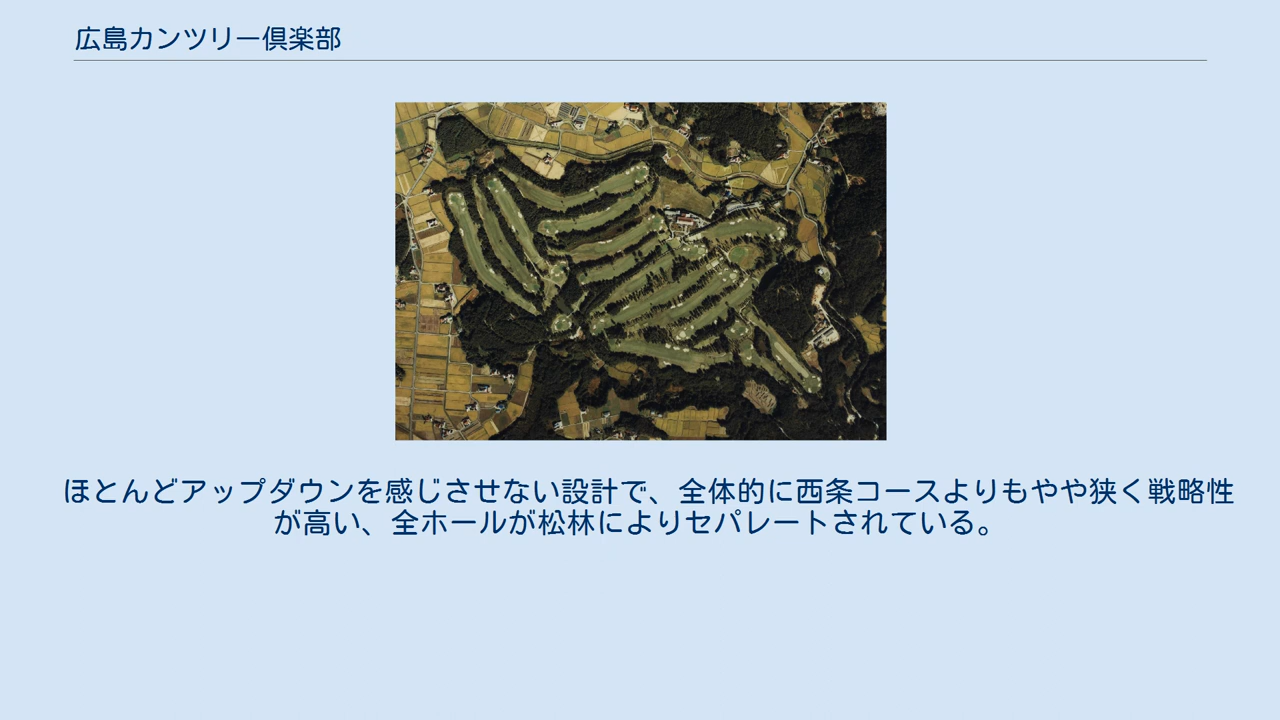 広島カンツリー倶楽部
ほとんどアップダウンを感じさせない設計で、全体的に西条コースよりもやや狭く戦略性
が高い、全ホールが松林によりセパレートされている。